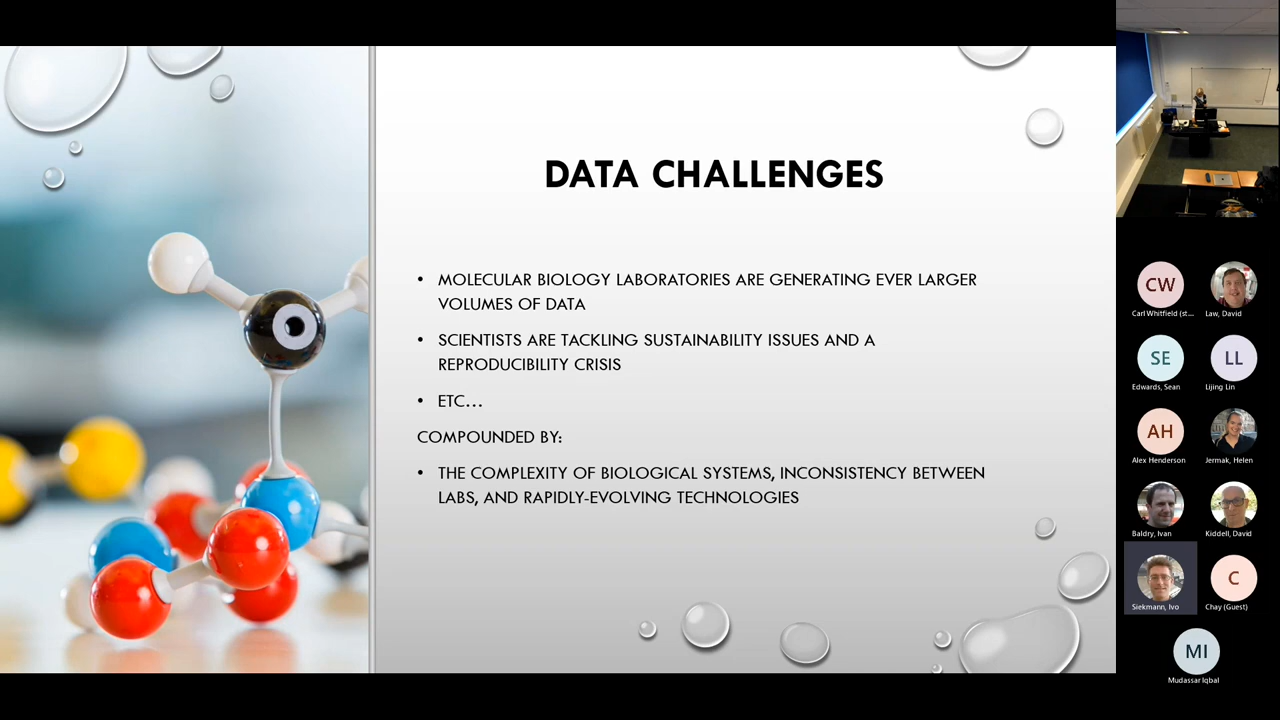 DATA CHALLENGES
• MOLECULAR BIOLOGY LABORATORIES ARE GENERATING EVER LARGER
VOLUMES OF DATA
• SCIENTISTS ARE TACKLING SUSTAINABILITY ISSUES AND A
REPRODUCIBILITY CRISIS
• ETC...
COMPOUNDED BY:
• THE COMPLEXITY OF BIOLOGICAL SYSTEMS, INCONSISTENCY BETWEEN
LABS, AND RAPIDLY-EVOLVING TECHNOLOGIES
CW
Carl Whitfield (st...
Law, David
SE
Edwards, Sean
LL
Lijing Lin
AH
Alex Henderson
Jermak, Helen
Baldry, Ivan
Kiddell, David
Siekmann, Ivo
C
Chay (Guest)
MI
Mudassar Iqbal